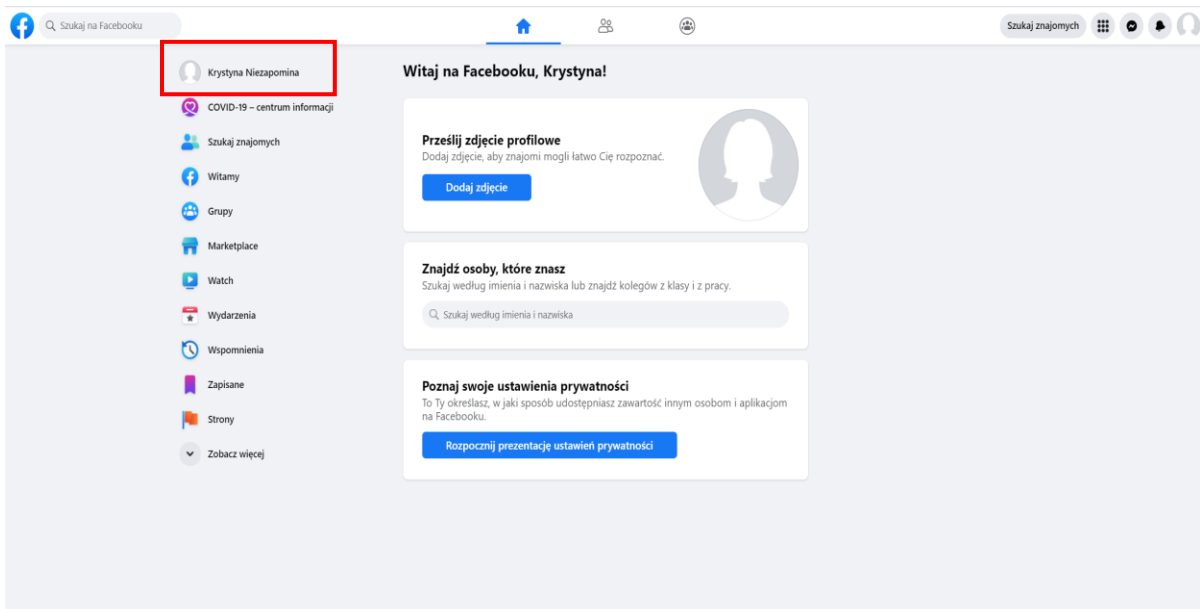 Szukaj na Facebooku
Szukaj znajomych
Krystyna Niezapomina
COVID-19 – centrum informacji
Szukaj znajomych
Witamy
Grupy
Marketplace
Watch
Wydarzenia
Wspomnienia
Zapisane
Strony
Zobacz więcej
Witaj na Facebooku, Krystyna!
Prześlij zdjęcie profilowe
Dodaj zdjęcie, aby znajomi mogli łatwo Cię rozpoznać.
Dodaj zdjęcie
Znajdź osoby, które znasz
Szukaj według imienia i nazwiska lub znajdź kolegów z klasy i z pracy.
Szukaj według imienia i nazwiska
Poznaj swoje ustawienia prywatności
To Ty określasz, w jaki sposób udostępniasz zawartość innym osobom i aplikacjom
na Facebooku.
Rozpocznij prezentację ustawień prywatności